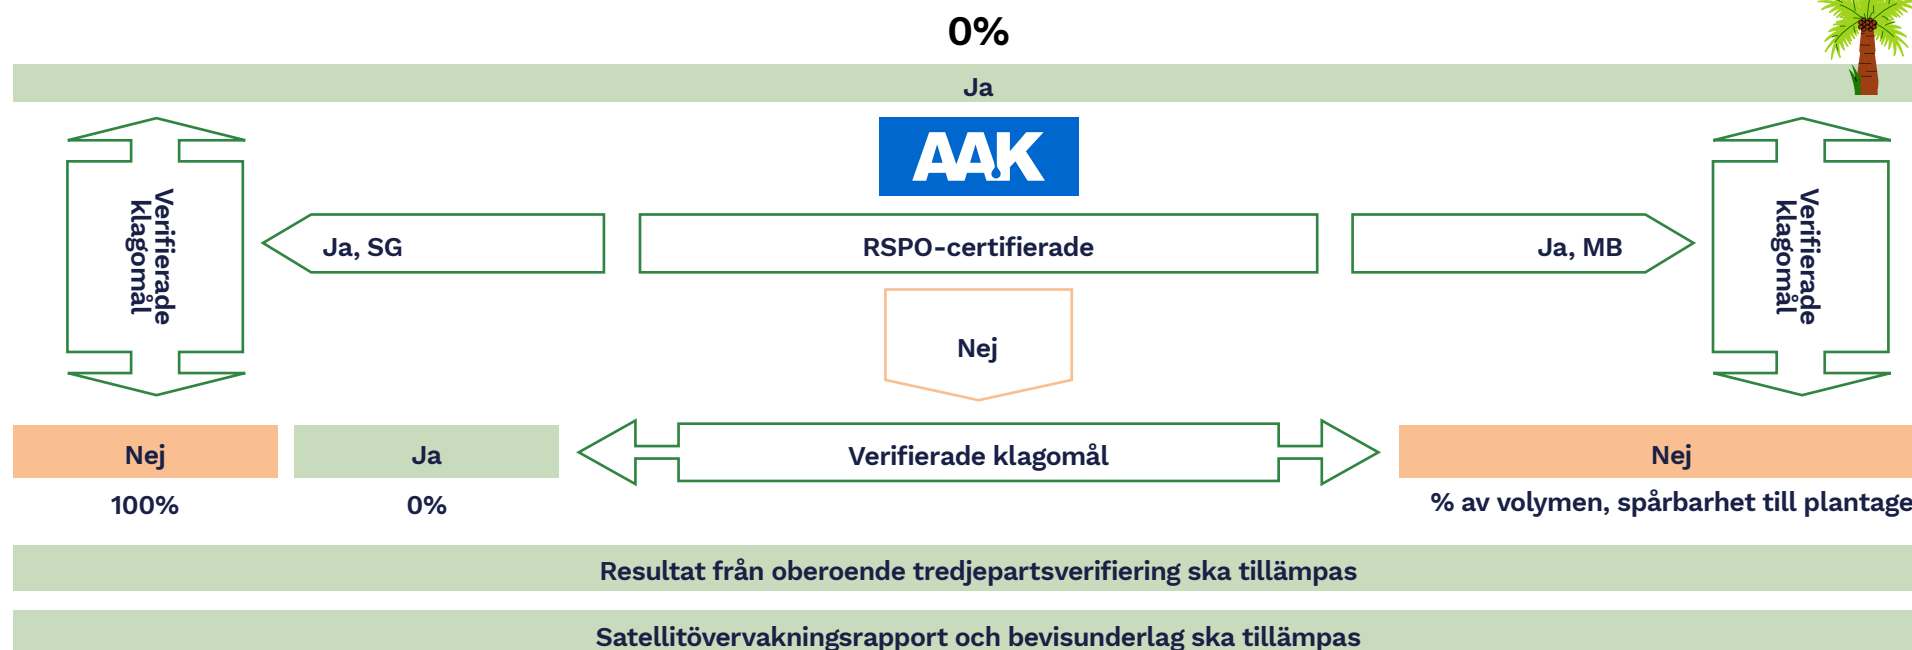 0%
Ja
AAK
Verifierade
klagomål
Ja, SG
RSPO-certifierade
Ja, MB
Verifierade
klagomål
Nej
Nej
Ja
Verifierade klagomål
Nej
100%
0%
% av volymen, spårbarhet till plantage
Resultat från oberoende tredjepartsverifiering ska tillämpas
Satellitövervakningsrapport och bevisunderlag ska tillämpas